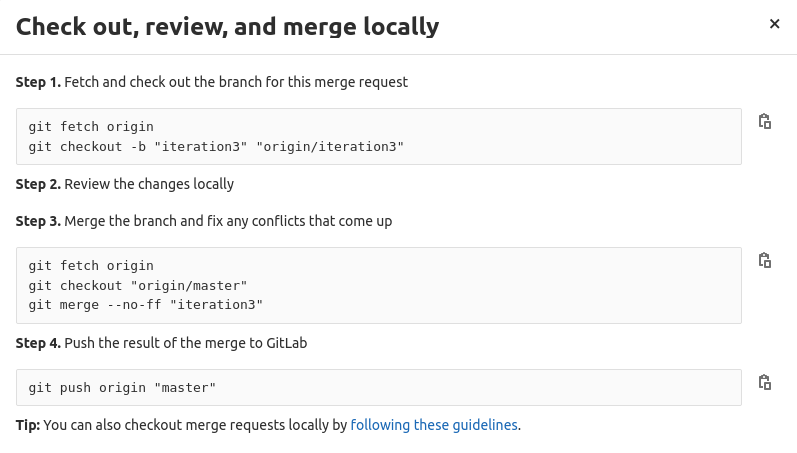 Check out, review, and merge locally
Step 1. Fetch and check out the branch for this merge request
git fetch origin
git checkout -b "iteration3" "origin/iteration3"
Step 2. Review the changes locally
Step 3. Merge the branch and fix any conflicts that come up
git fetch origin
git checkout "origin/master"
git merge --no-ff "iteration3"
Step 4. Push the result of the merge to GitLab
git push origin "master"
Tip: You can also checkout merge requests locally by following these guidelines.